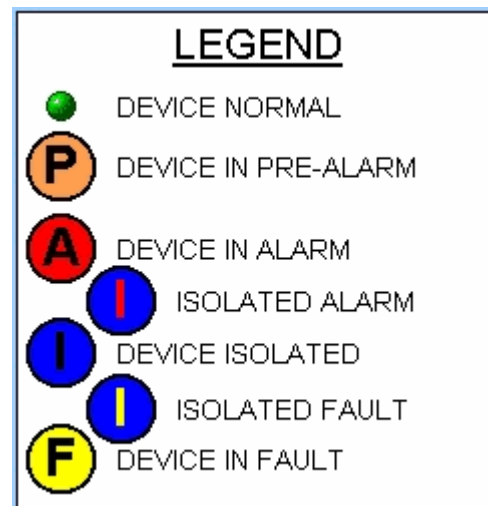 LEGEND
DEVICE NORMAL
P DEVICE IN PRE-ALARM
A DEVICE IN ALARM
I ISOLATED ALARM
I DEVICE ISOLATED
I ISOLATED FAULT
F DEVICE IN FAULT